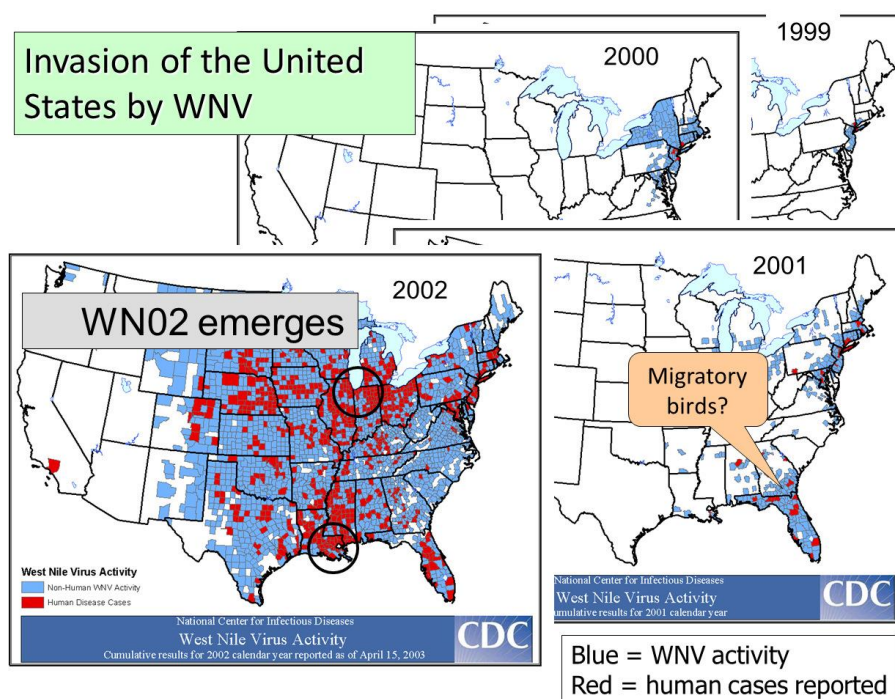 Invasion of the United
States by WNV
2000
1999
WN02 emerges
2002
2001
Migratory
birds?
West Nile Virus Activity
Non-Human WNV Activity
Human Disease Cases
National Center for Infectious Diseases
West Nile Virus Activity
Cumulative results for 2002 calendar year reported as of April 15, 2003
CDC
National Center for Infectious Diseases
West Nile Virus Activity
umulative results for 2001 calendar year
CDC
Blue = WNV activity
Red = human cases reported